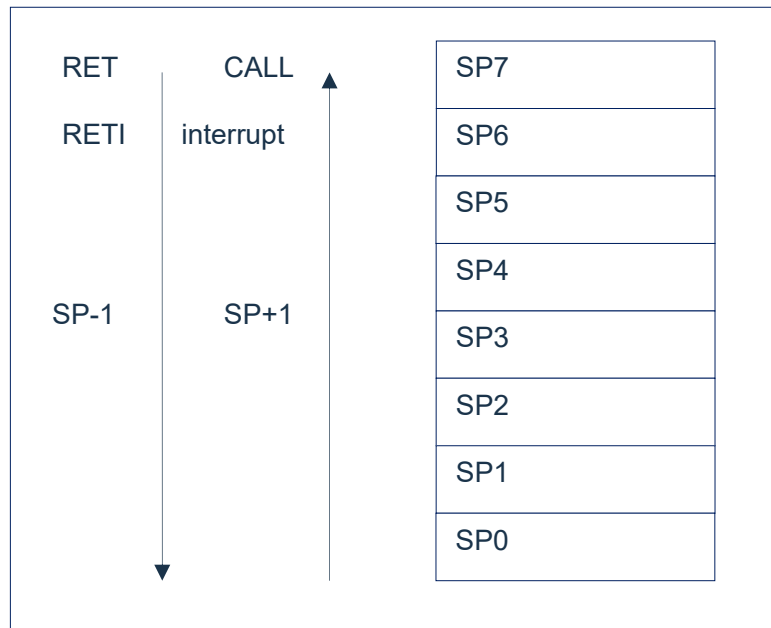 RET CALL SP7
RETI interrupt SP6
SP5
SP4
SP-1 SP+1 SP3
SP2
SP1
SP0